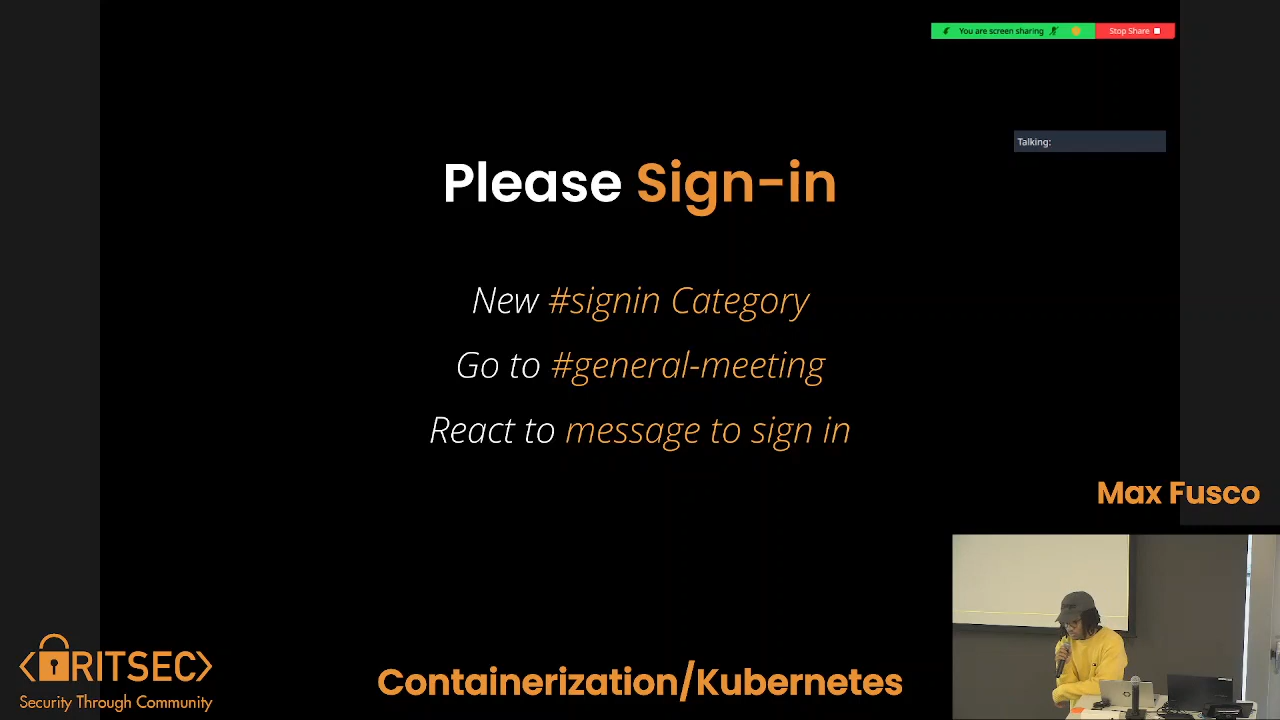 You are screen sharing
Stop Share
Talking:
Please Sign-in
New #signin Category
Go to #general-meeting
React to message to sign in
Max Fusco
RITSEC
Security Through Community
Containerization/Kubernetes